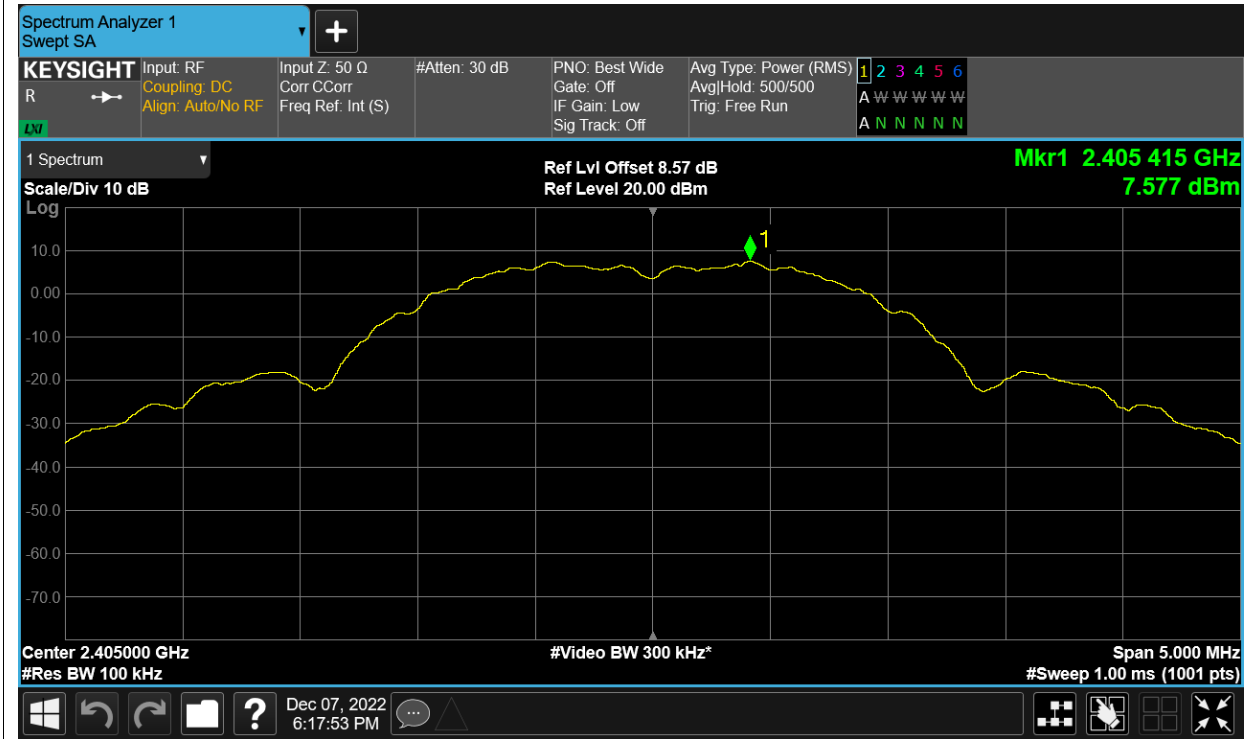 Spectrum Analyzer 1
Swept SA
KEYSIGHT
R
LXI
Input: RF
Coupling: DC
Align: Auto/No RF
Input Z: 50 Ω
Corr CCorr
Freq Ref: Int (S)
#Atten: 30 dB
PNO: Best Wide
Gate: Off
IF Gain: Low
Sig Track: Off
Avg Type: Power (RMS)
Avg|Hold: 500/500
Trig: Free Run
1 2 3 4 5 6
A W W W W W
A N N N N N
1 Spectrum
Scale/Div 10 dB
Log
Ref Lvl Offset 8.57 dB
Ref Level 20.00 dBm
Mkr1 2.405 415 GHz
7.577 dBm
1
10.0
0.00
-10.0
-20.0
-30.0
-40.0
-50.0
-60.0
-70.0
Center 2.405000 GHz
#Res BW 100 kHz
#Video BW 300 kHz*
Span 5.000 MHz
#Sweep 1.00 ms (1001 pts)
?
Dec 07, 2022
6:17:53 PM